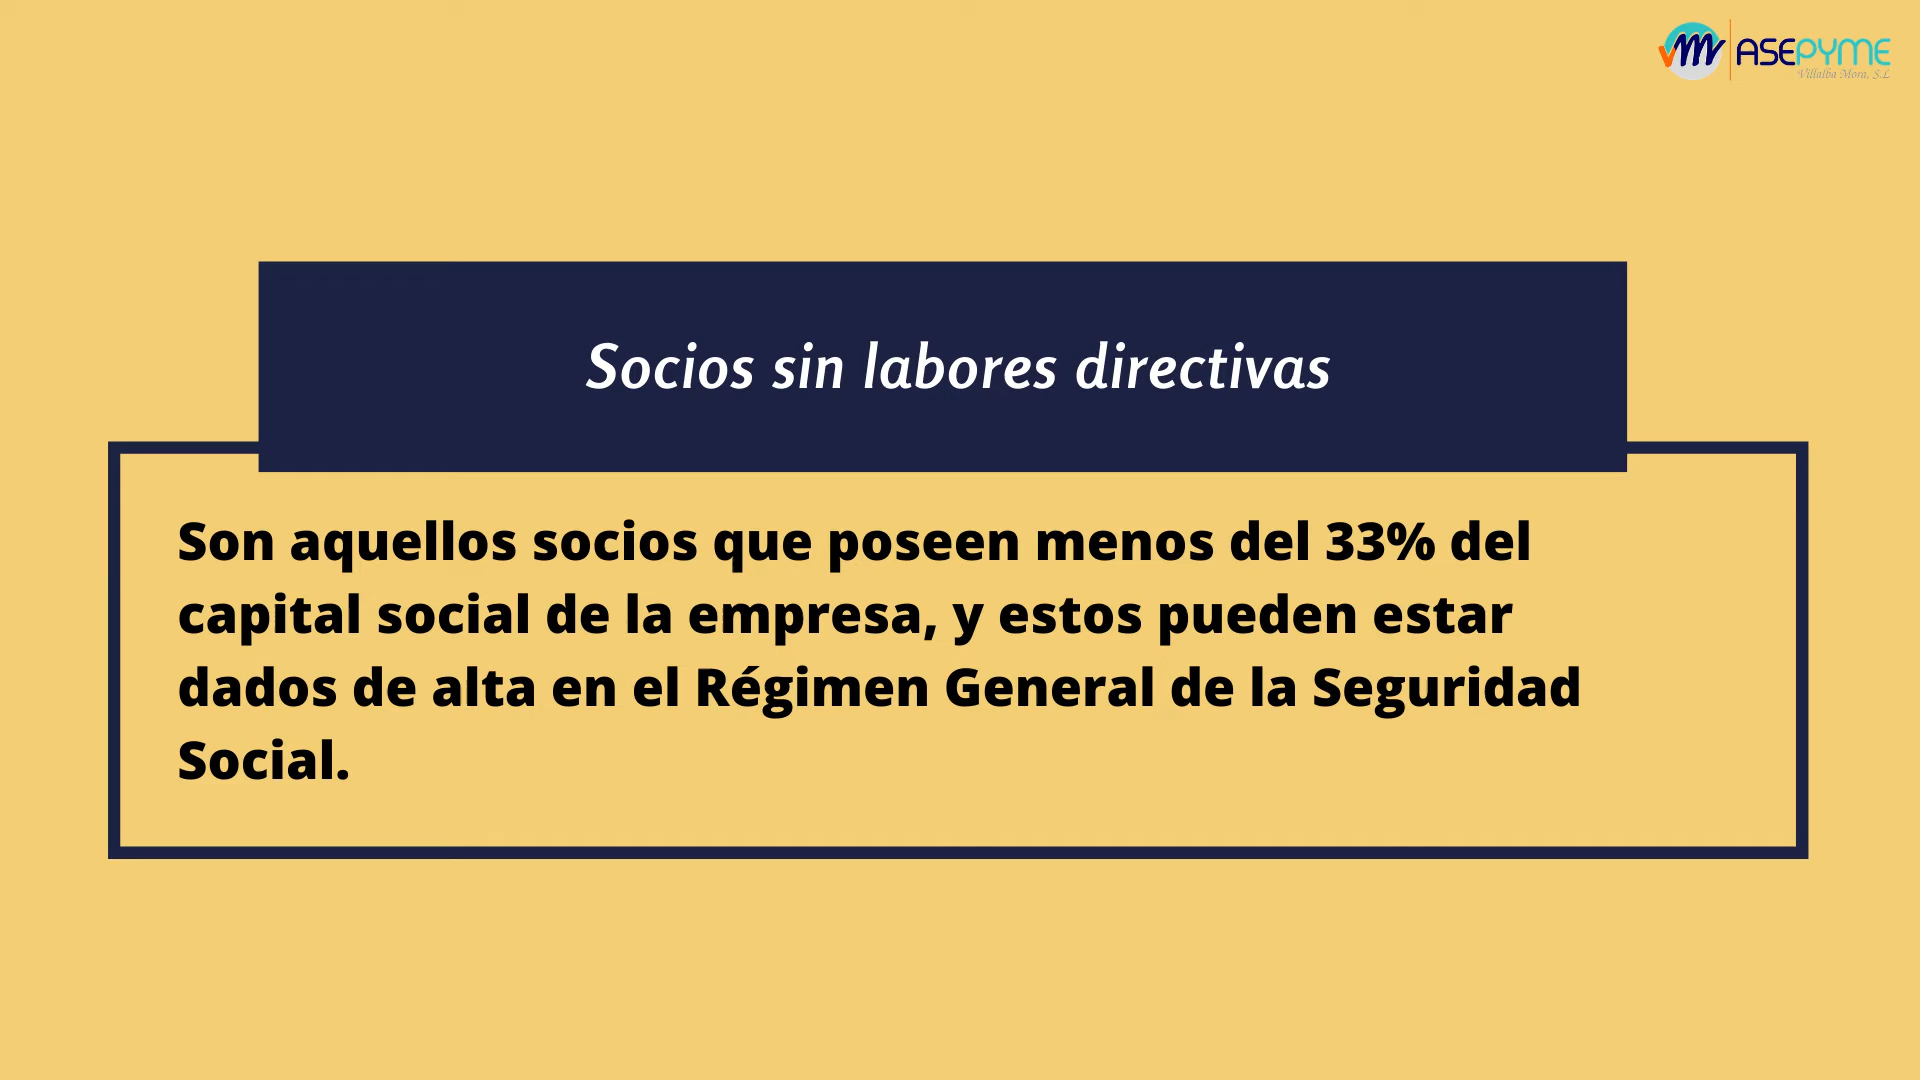 ASEPYME
Villalba Mora, S.L
Socios sin labores directivas
Son aquellos socios que poseen menos del 33% del
capital social de la empresa, y estos pueden estar
dados de alta en el Régimen General de la Seguridad
Social.